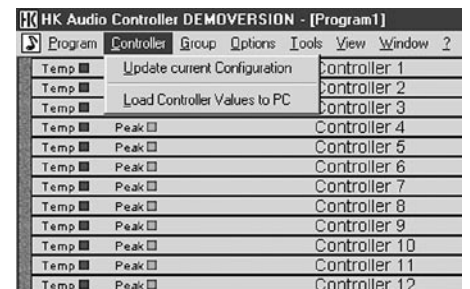 HK HK Audio Controller DEMOVERSION - [Program1]
Program Controller Group Options Tools View Window ?
Temp Update current Configuration Controller 1
Temp Controller 2
Temp Load Controller Values to PC Controller 3
Temp Peak Controller 4
Temp Peak Controller 5
Temp Peak Controller 6
Temp Peak Controller 7
Temp Peak Controller 8
Temp Peak Controller 9
Temp Peak Controller 10
Temp Peak Controller 11
Temp Peak Controller 12